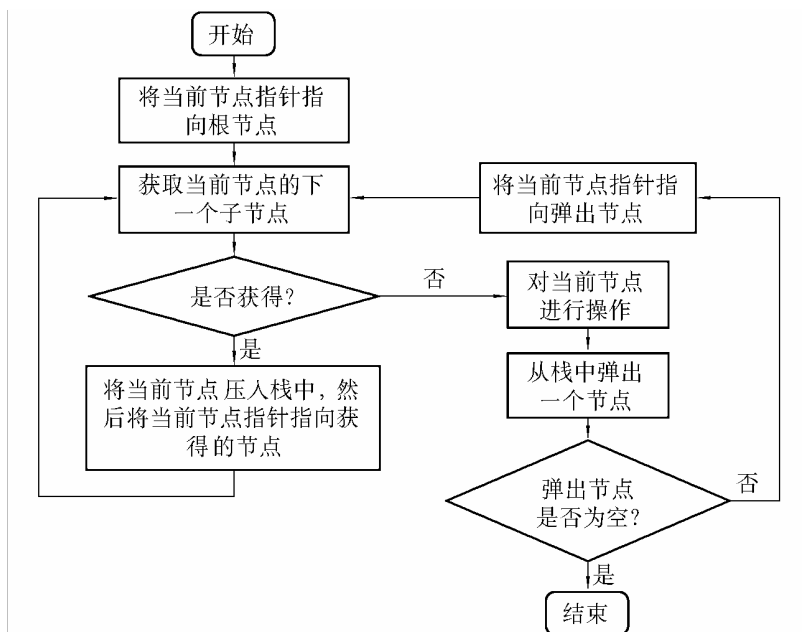 开始
将当前节点指针指
向根节点
获取当前节点的下
一个子节点
将当前节点指针指
向弹出节点
是否获得?
否
对当前节点
进行操作
是
将当前节点压入栈中,然
后将当前节点指针指向获
得的节点
从栈中弹出
一个节点
弹出节点
是否为空?
否
是
结束